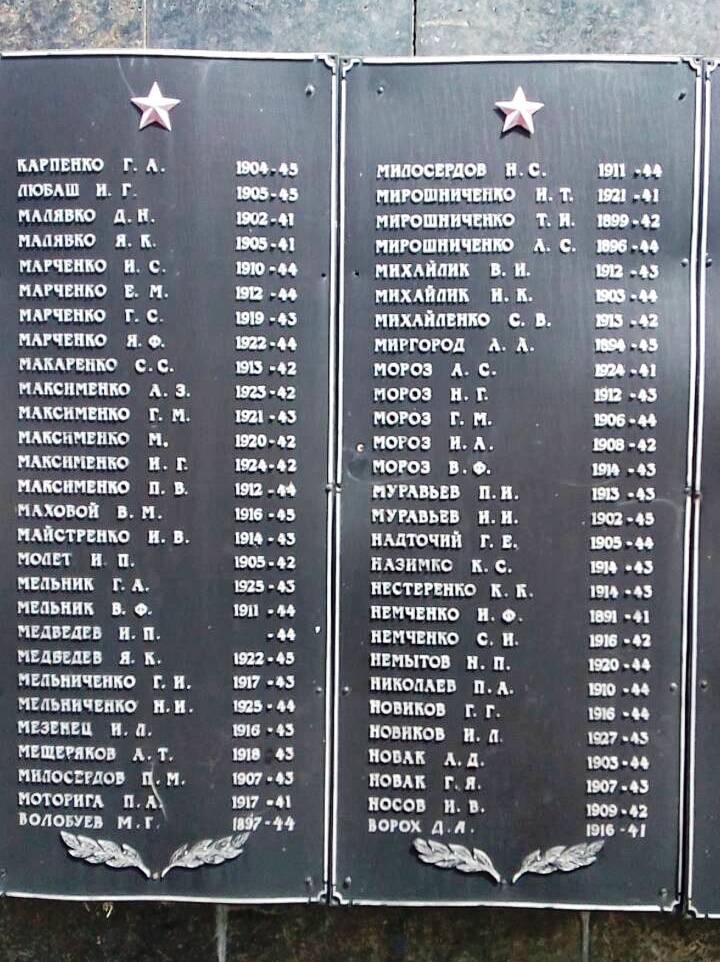 КАРПЕНКО Г. А. 1904-45
ЛЮБАШ И. Г. 1905-45
МАЛЯВКО Д. Н. 1902-41
МАЛЯВКО Я. К. 1905-41
МАРЧЕНКО И. С. 1910-44
МАРЧЕНКО Е. М. 1912-44
МАРЧЕНКО Г. С. 1919-43
МАРЧЕНКО Я. Ф. 1922-44
МАКАРЕНКО С. С. 1913-42
МАКСИМЕНКО А. З. 1923-42
МАКСИМЕНКО Г. М. 1921-43
МАКСИМЕНКО М. 1920-42
МАКСИМЕНКО И. Г. 1924-42
МАКСИМЕНКО П. В. 1912-44
МАХОВОЙ В. М. 1916-45
МАЙСТРЕНКО И. В. 1914-43
МОЛЕТ И. П. 1905-42
МЕЛЬНИК Г. А. 1925-43
МЕЛЬНИК В. Ф. 1911-44
МЕДВЕДЕВ И. П. -44
МЕДВЕДЕВ Я. К. 1922-45
МЕЛЬНИЧЕНКО Г. И. 1917-43
МЕЛЬНИЧЕНКО Н. И. 1925-44
МЕЗЕНЕЦ И. Л. 1916-43
МЕЩЕРЯКОВ А. Т. 1918-43
МИЛОСЕРДОВ П. М. 1907-43
МОТОРИГА П. А. 1917-41
ВОЛОБУЕВ М. Г. 1897-44
МИЛОСЕРДОВ Н. С. 1911-44
МИРОШНИЧЕНКО И. Т. 1921-41
МИРОШНИЧЕНКО Т. И. 1899-42
МИРОШНИЧЕНКО А. С. 1896-44
МИХАЙЛИК В. И. 1912-43
МИХАЙЛИК И. К. 1903-44
МИХАЙЛЕНКО С. В. 1913-42
МИРГОРОД А. А. 1894-43
МОРОЗ А. С. 1924-41
МОРОЗ Н. Г. 1912-43
МОРОЗ Г. М. 1906-44
МОРОЗ И. А. 1908-42
МОРОЗ В. Ф. 1914-43
МУРАВЬЕВ П. И. 1913-43
МУРАВЬЕВ И. И. 1902-45
НАДТОЧИЙ Г. Е. 1905-44
НАЗИМКО К. С. 1914-43
НЕСТЕРЕНКО К. К. 1914-43
НЕМЧЕНКО И. Ф. 1891-41
НЕМЧЕНКО С. И. 1916-42
НЕМЫТОВ Н. П. 1920-44
НИКОЛАЕВ П. А. 1910-44
НОВИКОВ Г. Г. 1916-44
НОВИКОВ И. Л. 1927-43
НОВАК А. Д. 1903-44
НОВАК Г. Я. 1907-43
НОСОВ И. В. 1909-42
ВОРОХ Д. А. 1916-41